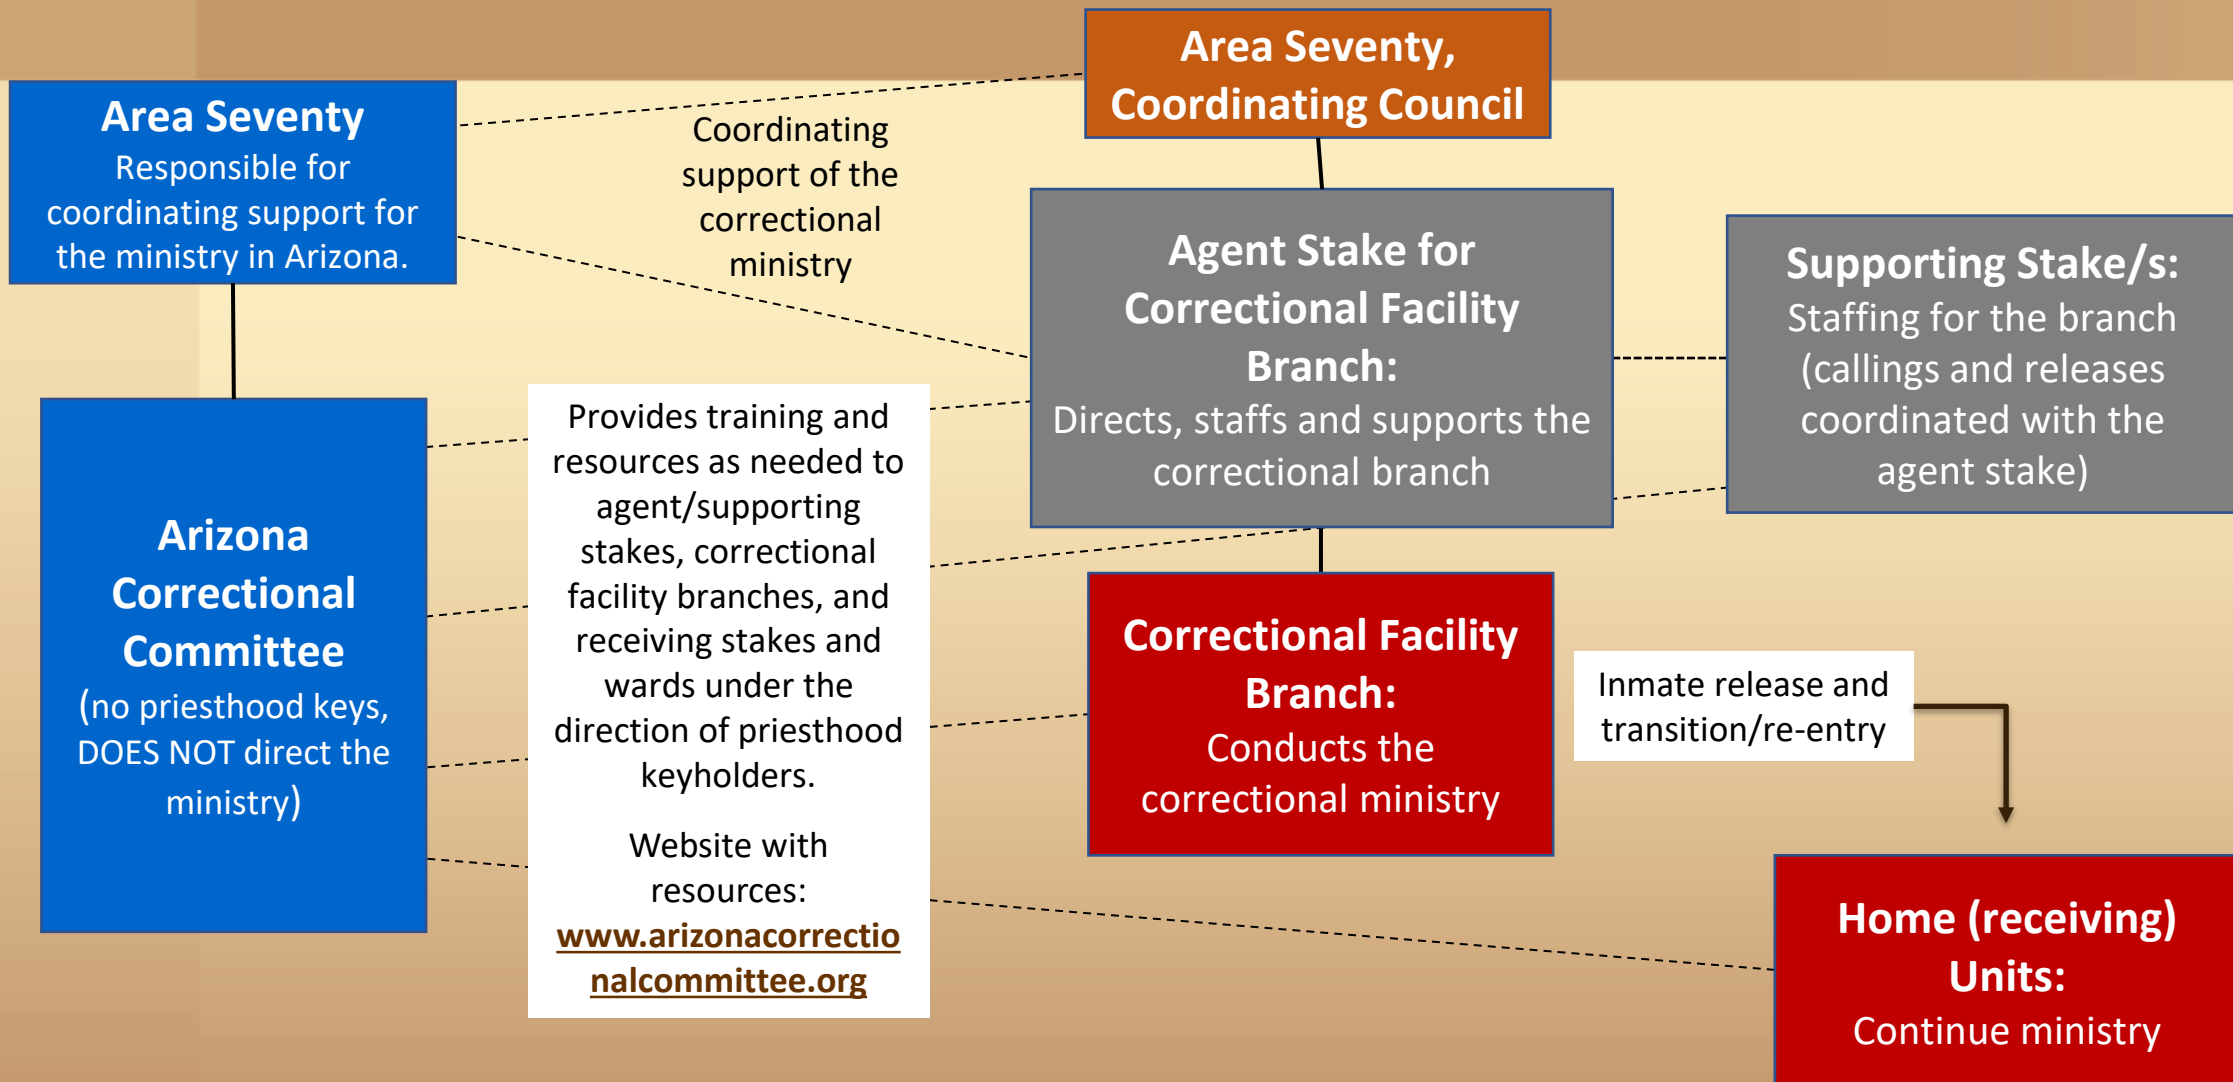 Area Seventy
Responsible for
coordinating support for
the ministry in Arizona.
Coordinating
support of the
correctional
ministry
Area Seventy,
Coordinating Council
Agent Stake for
Correctional Facility
Branch:
Directs, staffs and supports the
correctional branch
Supporting Stake/s:
Staffing for the branch
(callings and releases
coordinated with the
agent stake)
Arizona
Correctional
Committee
(no priesthood keys,
DOES NOT direct the
ministry)
Provides training and
resources as needed to
agent/supporting
stakes, correctional
facility branches, and
receiving stakes and
wards under the
direction of priesthood
keyholders.
Website with
resources:
www.arizonacorrectio
nalcommittee.org
Correctional Facility
Branch:
Conducts the
correctional ministry
Inmate release and
transition/re-entry
Home (receiving)
Units:
Continue ministry